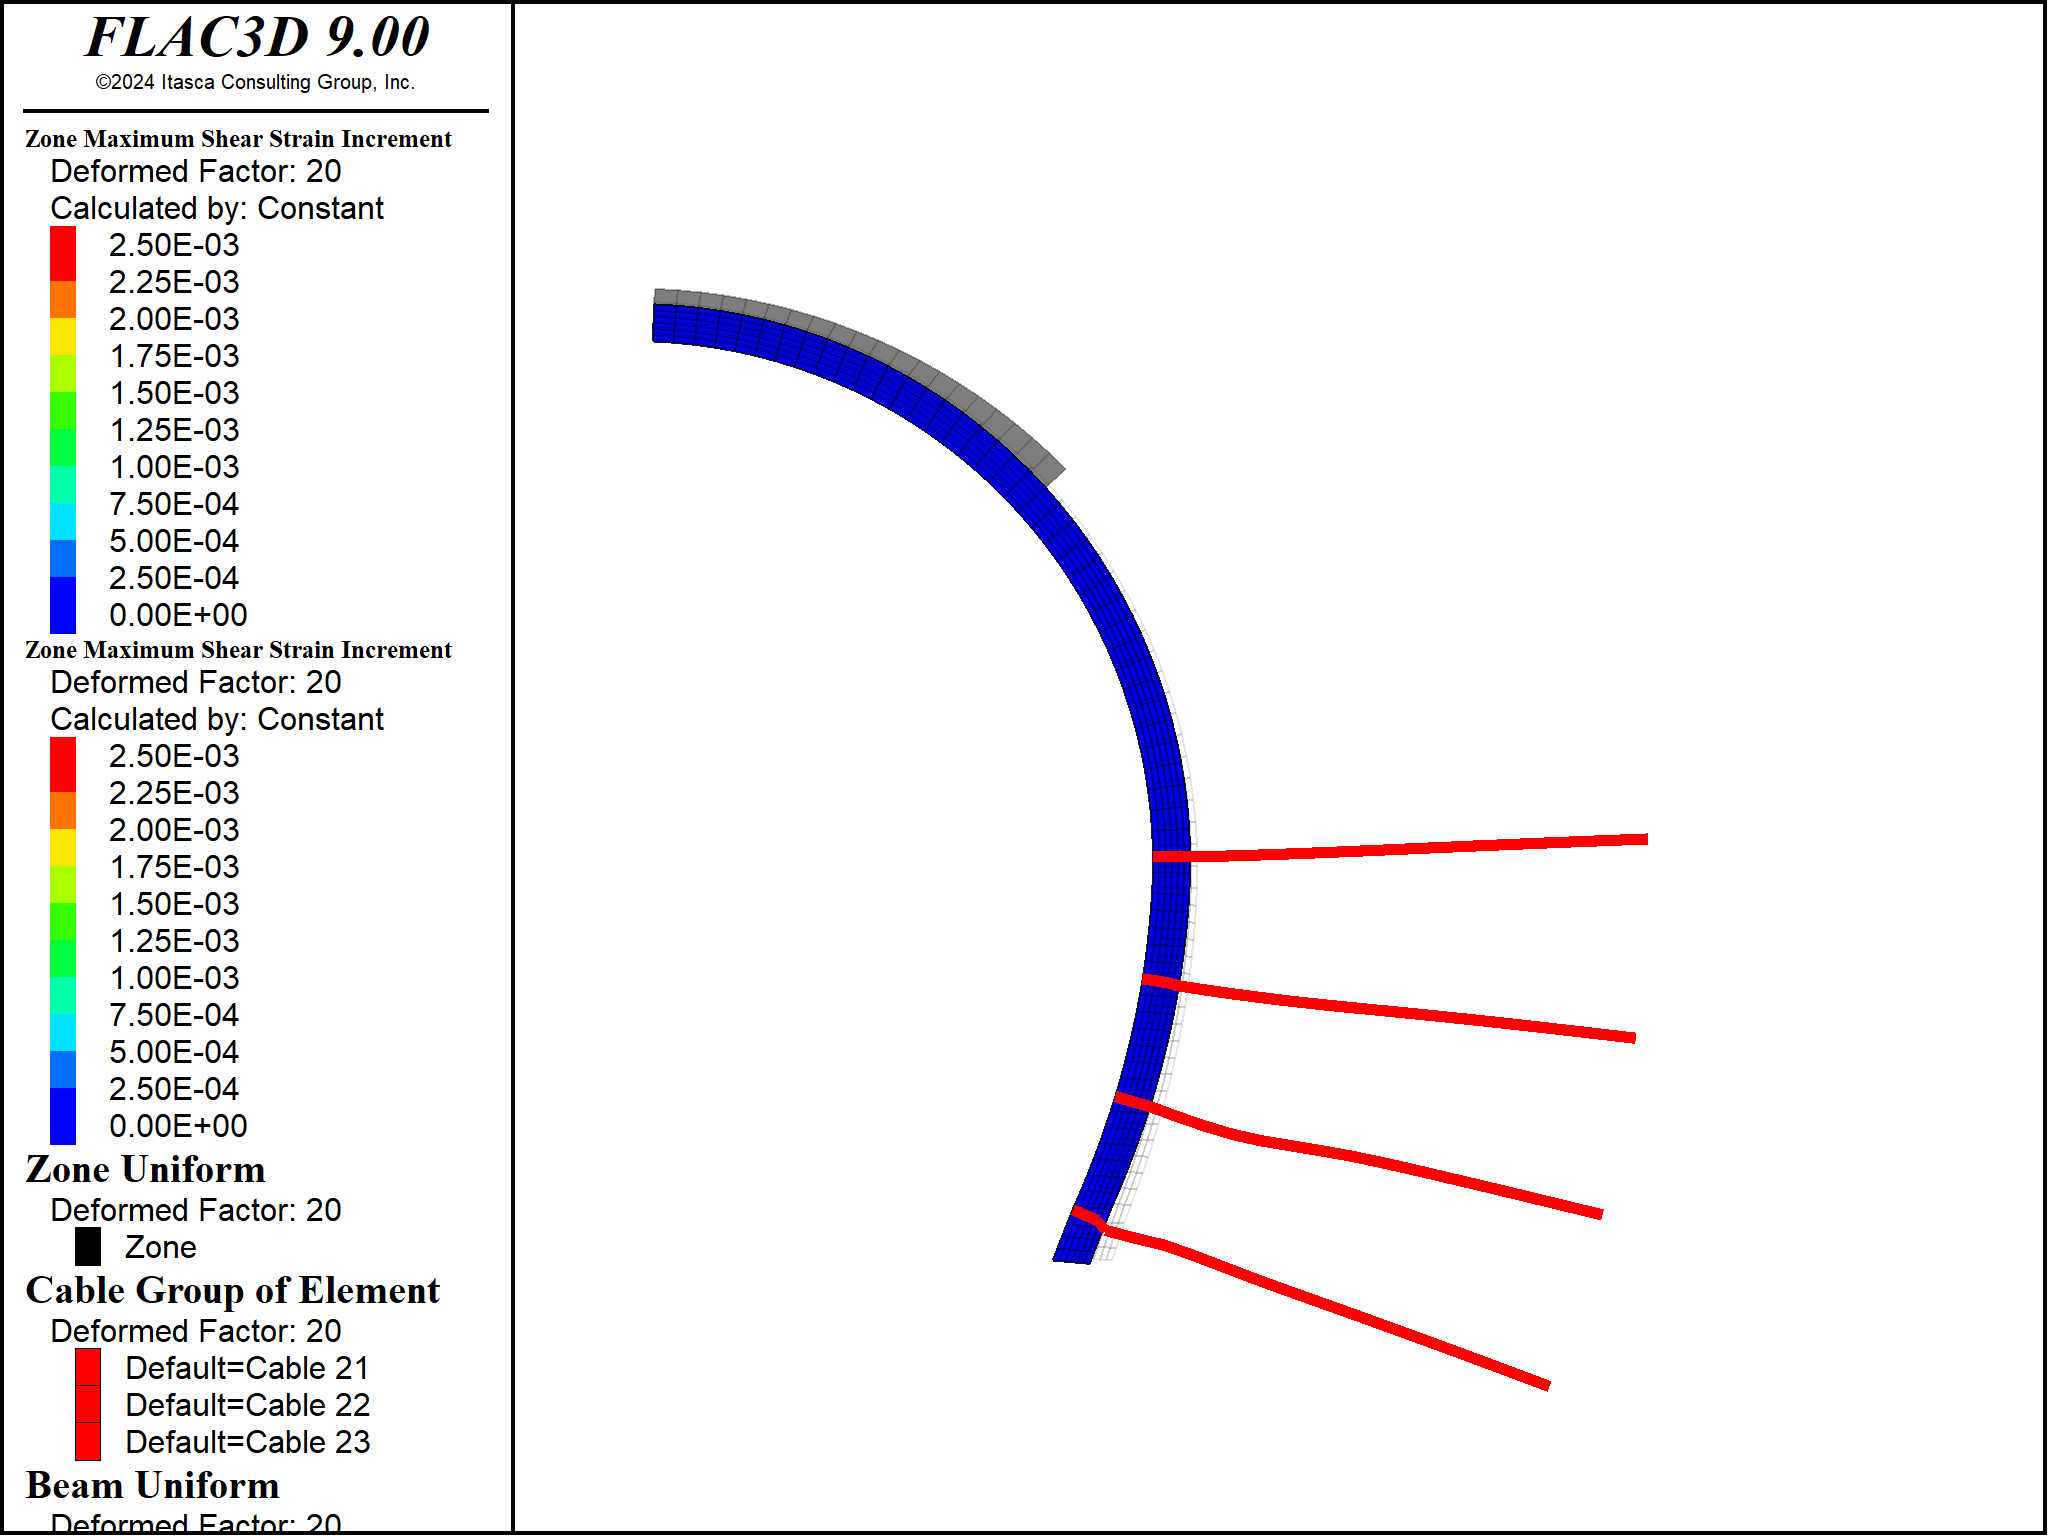 FLAC3D 9.00
©2024 Itasca Consulting Group, Inc.
Zone Maximum Shear Strain Increment
Deformed Factor: 20
Calculated by: Constant
2.50E-03
2.25E-03
2.00E-03
1.75E-03
1.50E-03
1.25E-03
1.00E-03
7.50E-04
5.00E-04
2.50E-04
0.00E+00
Zone Maximum Shear Strain Increment
Deformed Factor: 20
Calculated by: Constant
2.50E-03
2.25E-03
2.00E-03
1.75E-03
1.50E-03
1.25E-03
1.00E-03
7.50E-04
5.00E-04
2.50E-04
0.00E+00
Zone Uniform
Deformed Factor: 20
Zone
Cable Group of Element
Deformed Factor: 20
Default=Cable 21
Default=Cable 22
Default=Cable 23
Beam Uniform
Deformed Factor: 20